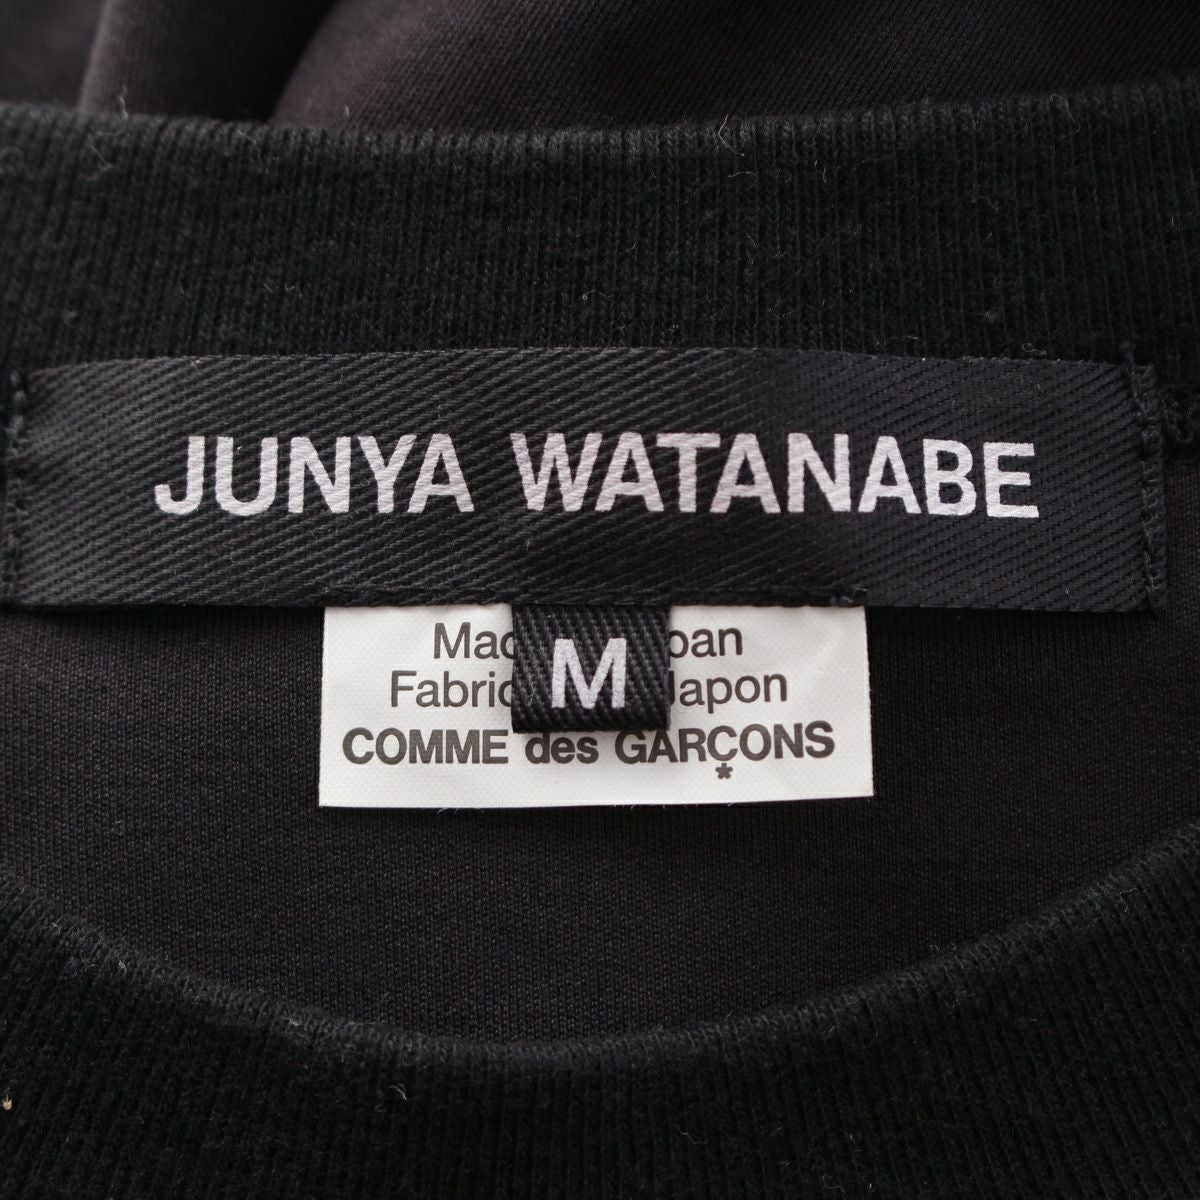 JUNYA WATANABE
M
COMME des GARÇONS
*